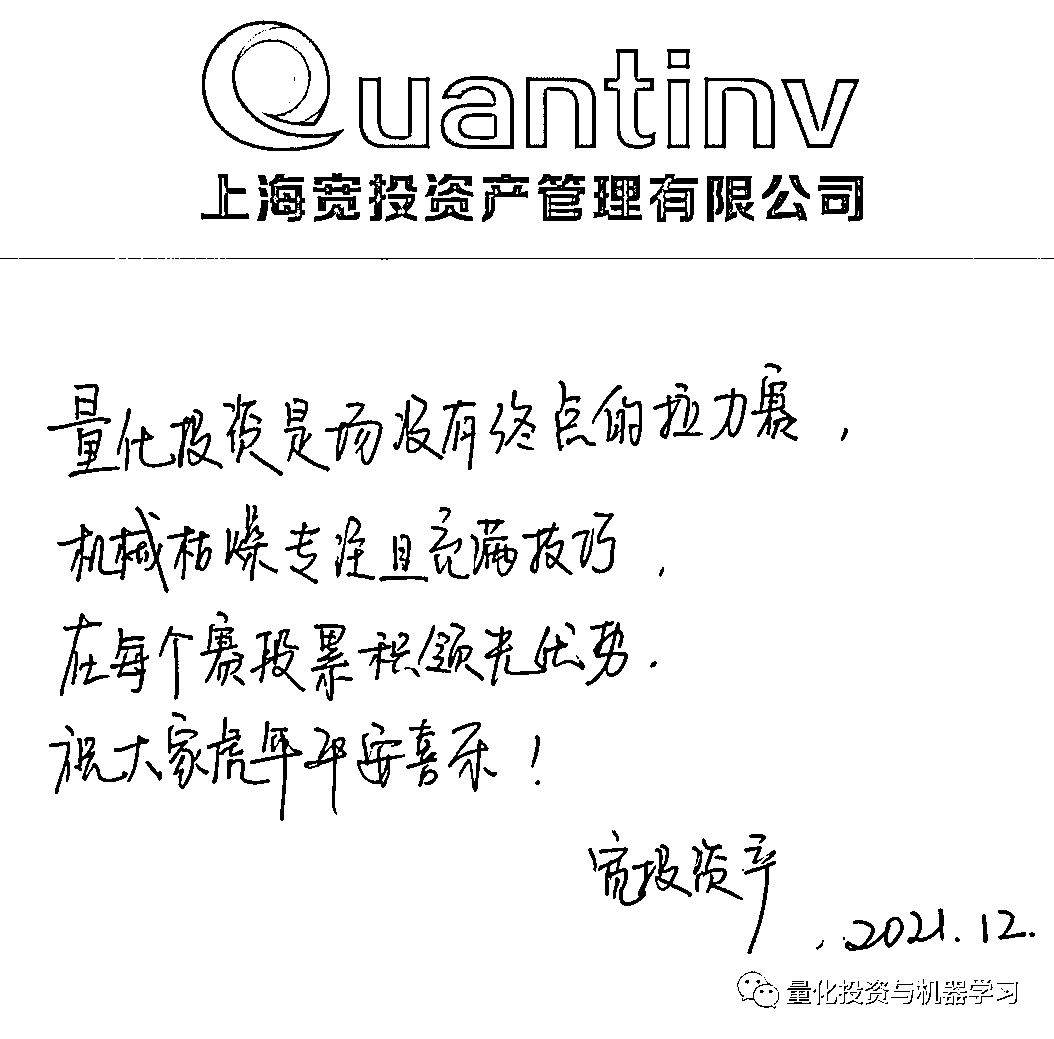 Quantinv
上海宽投资产管理有限公司
量化投资是场没有终点的拉力赛，
机械枯燥专注且充满技巧，
在每个赛段累积领先优势．
祝大家虎年平安喜乐！
宽投资产
，2021.12.
量化投资与机器学习